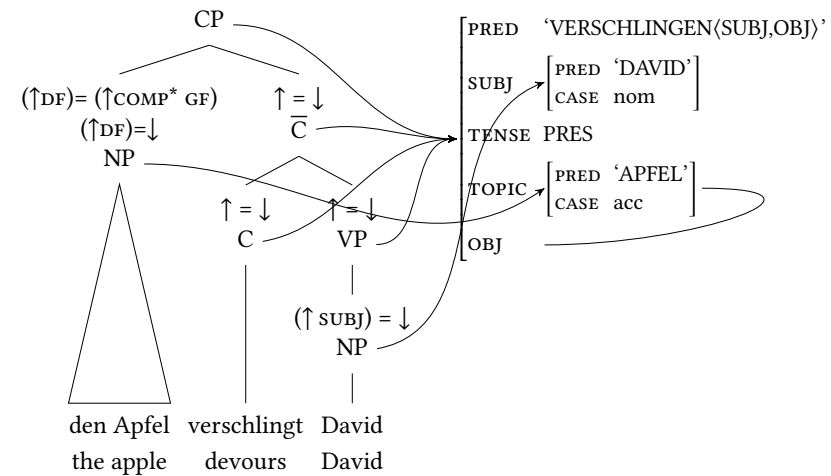 CP
(↑DF)= (↑COMP* GF)
(↑DF)=↓
NP
↑ = ↓
C̅
↑ = ↓
C
↑ = ↓
VP
(↑ SUBJ) = ↓
NP
den Apfel verschlingt David
the apple devours David
PRED ‘VERSCHLINGEN⟨SUBJ,OBJ⟩’
SUBJ [PRED ‘DAVID’
CASE nom]
TENSE PRES
TOPIC [PRED ‘APFEL’
CASE acc]
OBJ